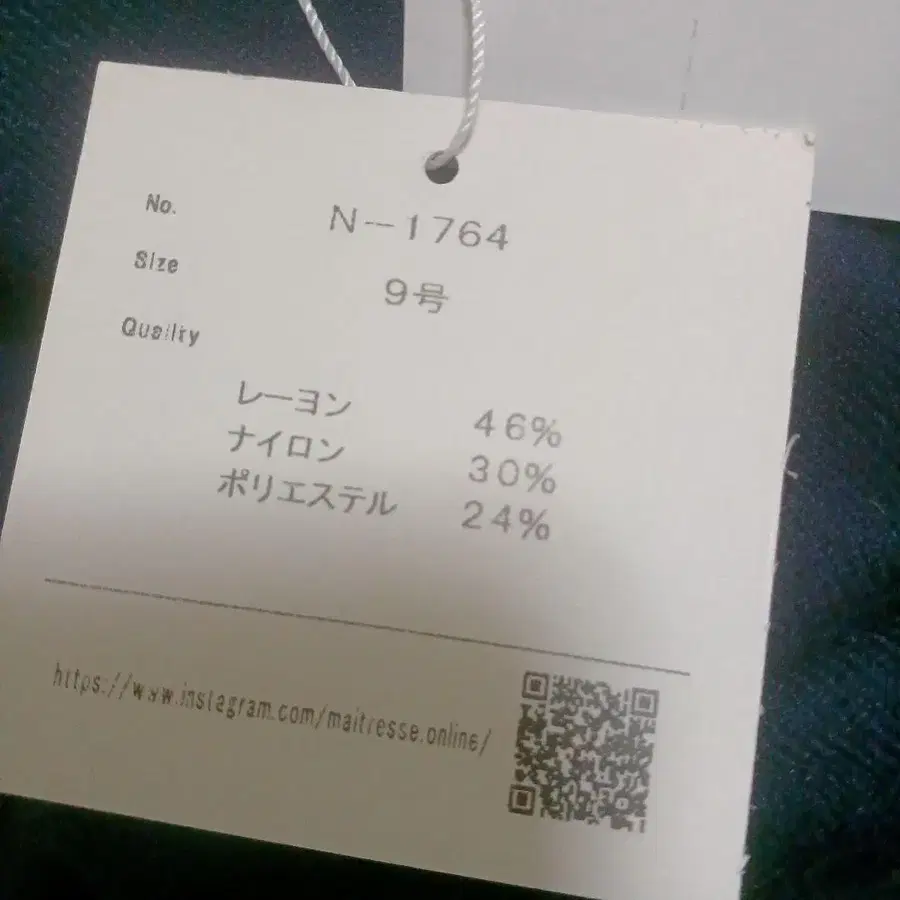 No. N-1764
Size 9号
Quality
レーヨン 46%
ナイロン 30%
ポリエステル 24%
https://www.instagram.com/maitresse.online/